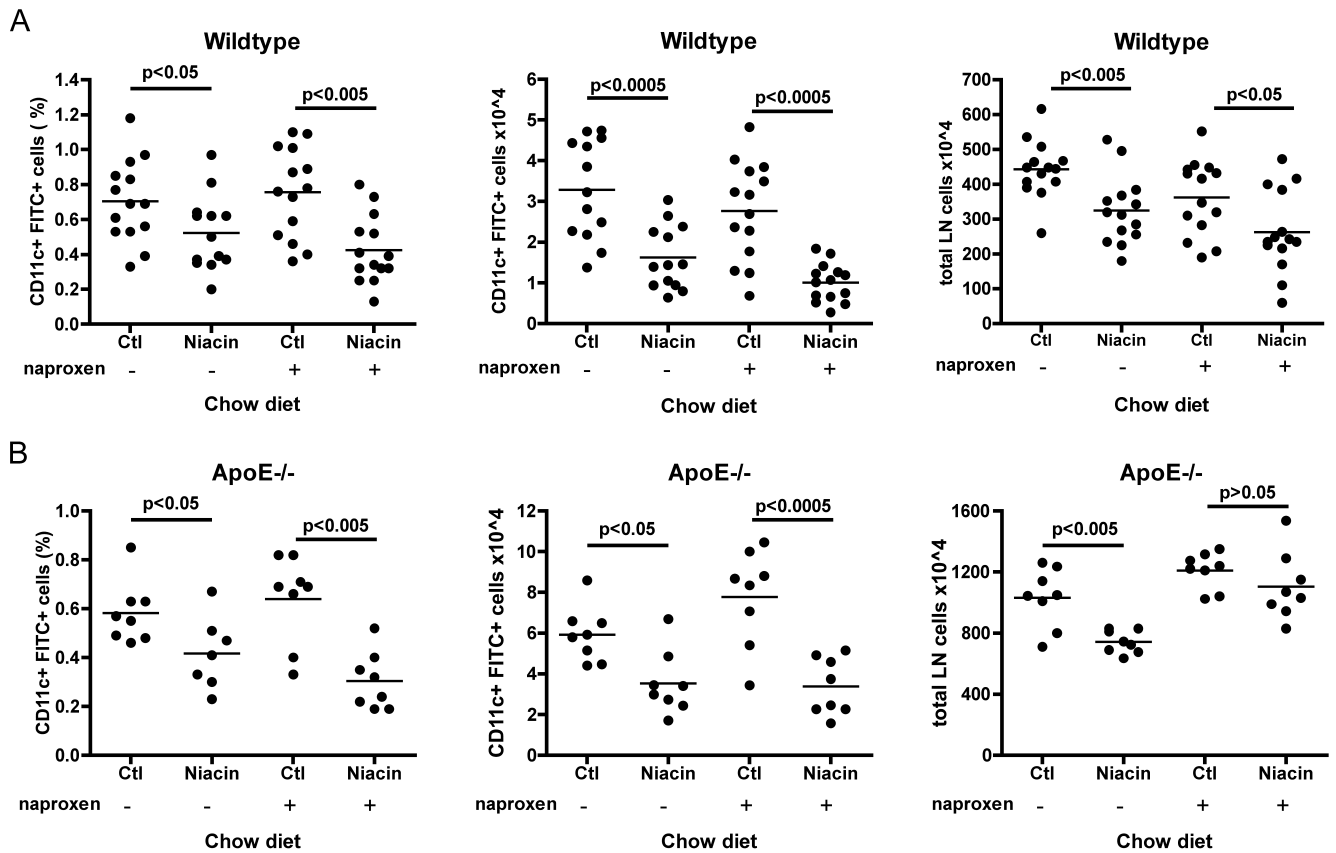 A
Wildtype
CD11c+ FITC+ cells ( %)
1.4
1.2
1.0
0.8
0.6
0.4
0.2
0.0
p<0.05
p<0.005
Ctl Niacin Ctl Niacin
naproxen - - + +
Chow diet
Wildtype
CD11c+ FITC+ cells x10^4
6
5
4
3
2
1
0
p<0.0005
p<0.0005
Ctl Niacin Ctl Niacin
naproxen - - + +
Chow diet
Wildtype
total LN cells x10^4
700
600
500
400
300
200
100
0
p<0.005
p<0.05
Ctl Niacin Ctl Niacin
naproxen - - + +
Chow diet
B
ApoE-/-
CD11c+ FITC+ cells (%)
1.0
0.8
0.6
0.4
0.2
0.0
p<0.05
p<0.005
Ctl Niacin Ctl Niacin
naproxen - - + +
Chow diet
ApoE-/-
CD11c+ FITC+ cells x10^4
12
10
8
6
4
2
0
p<0.05
p<0.0005
Ctl Niacin Ctl Niacin
naproxen - - + +
Chow diet
ApoE-/-
total LN cells x10^4
1600
1200
800
400
0
p<0.005
p>0.05
Ctl Niacin Ctl Niacin
naproxen - - + +
Chow diet